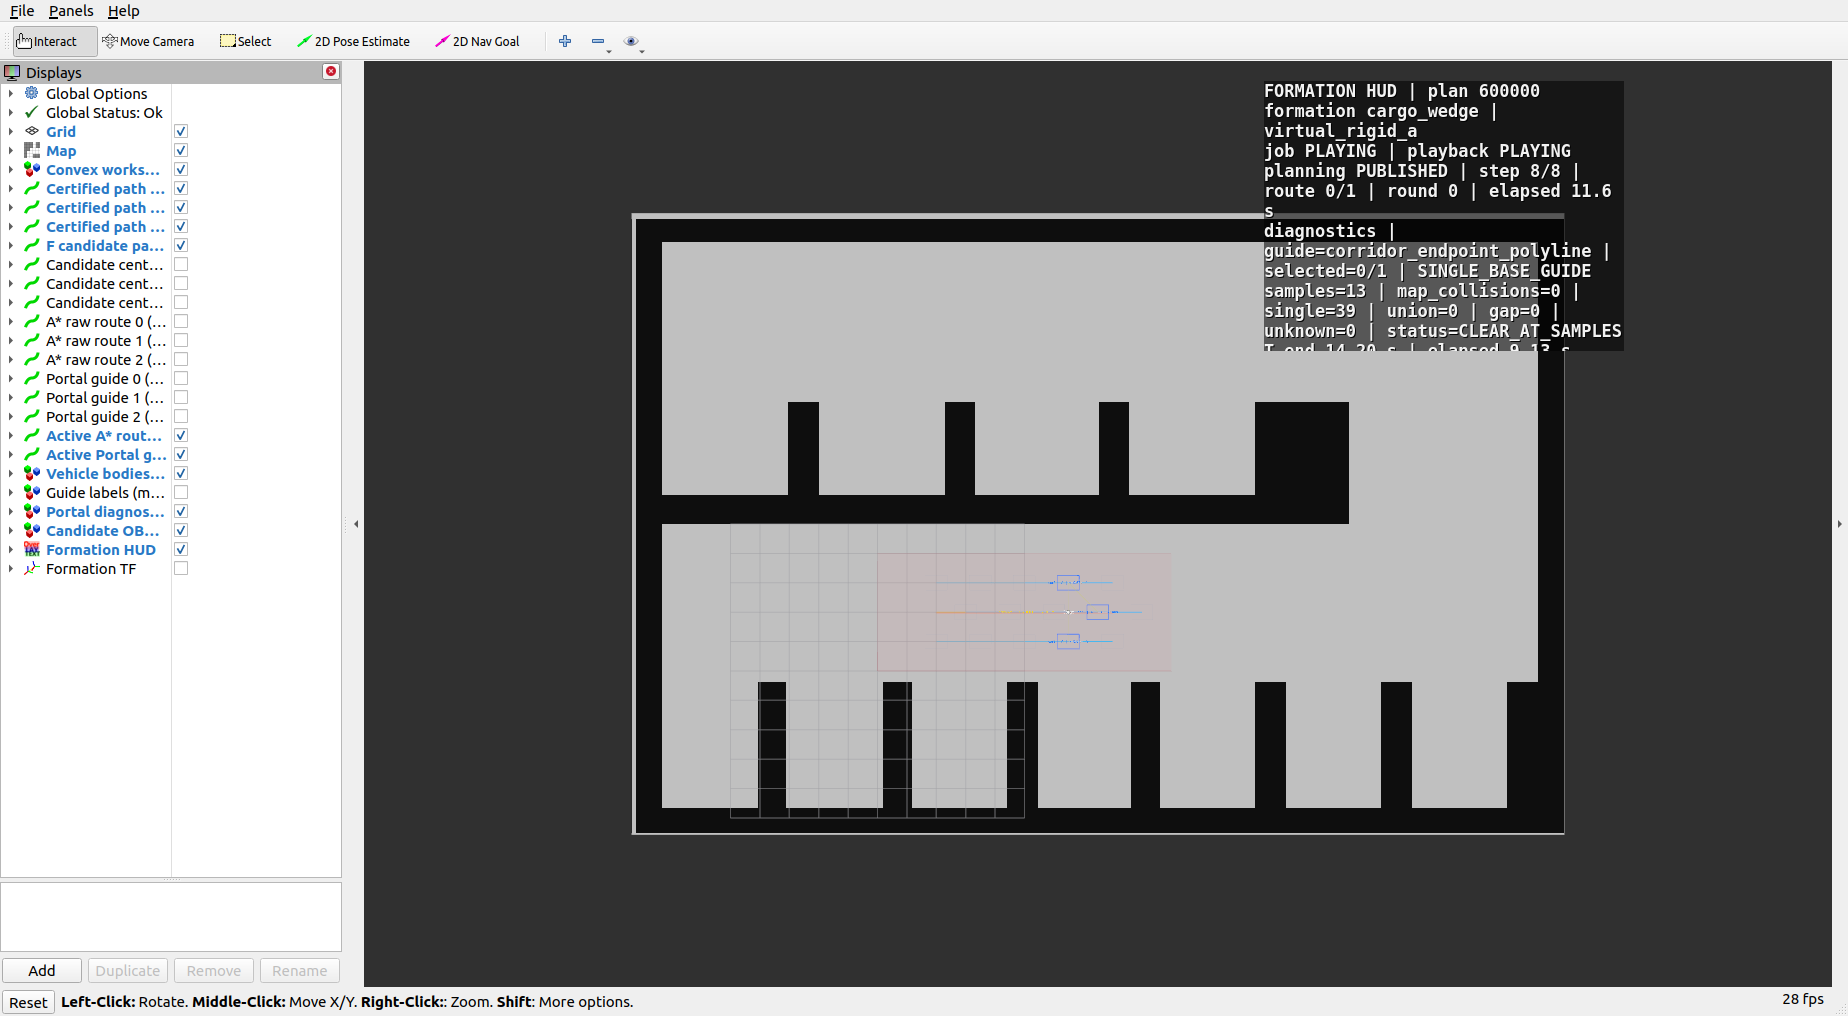 File Panels Help
Interact Move Camera Select 2D Pose Estimate 2D Nav Goal
Displays
Global Options
Global Status: Ok
Grid
Map
Convex works...
Certified path ...
Certified path ...
Certified path ...
F candidate pa...
Candidate cent...
Candidate cent...
Candidate cent...
A* raw route 0 (...
A* raw route 1 (...
A* raw route 2 (...
Portal guide 0 (...
Portal guide 1 (...
Portal guide 2 (...
Active A* rout...
Active Portal g...
Vehicle bodies...
Guide labels (m...
Portal diagnos...
Candidate OB...
Formation HUD
Formation TF
FORMATION HUD | plan 600000
formation cargo_wedge |
virtual_rigid_a
job PLAYING | playback PLAYING
planning PUBLISHED | step 8/8 |
route 0/1 | round 0 | elapsed 11.6
s
diagnostics |
guide=corridor_endpoint_polyline |
selected=0/1 | SINGLE_BASE_GUIDE
samples=13 | map_collisions=0 |
single=39 | union=0 | gap=0 |
unknown=0 | status=CLEAR_AT_SAMPLES
T_end 14.20 s | elapsed 9.13 s
Add Duplicate Remove Rename
Reset Left-Click: Rotate. Middle-Click: Move X/Y. Right-Click:: Zoom. Shift: More options.
28 fps